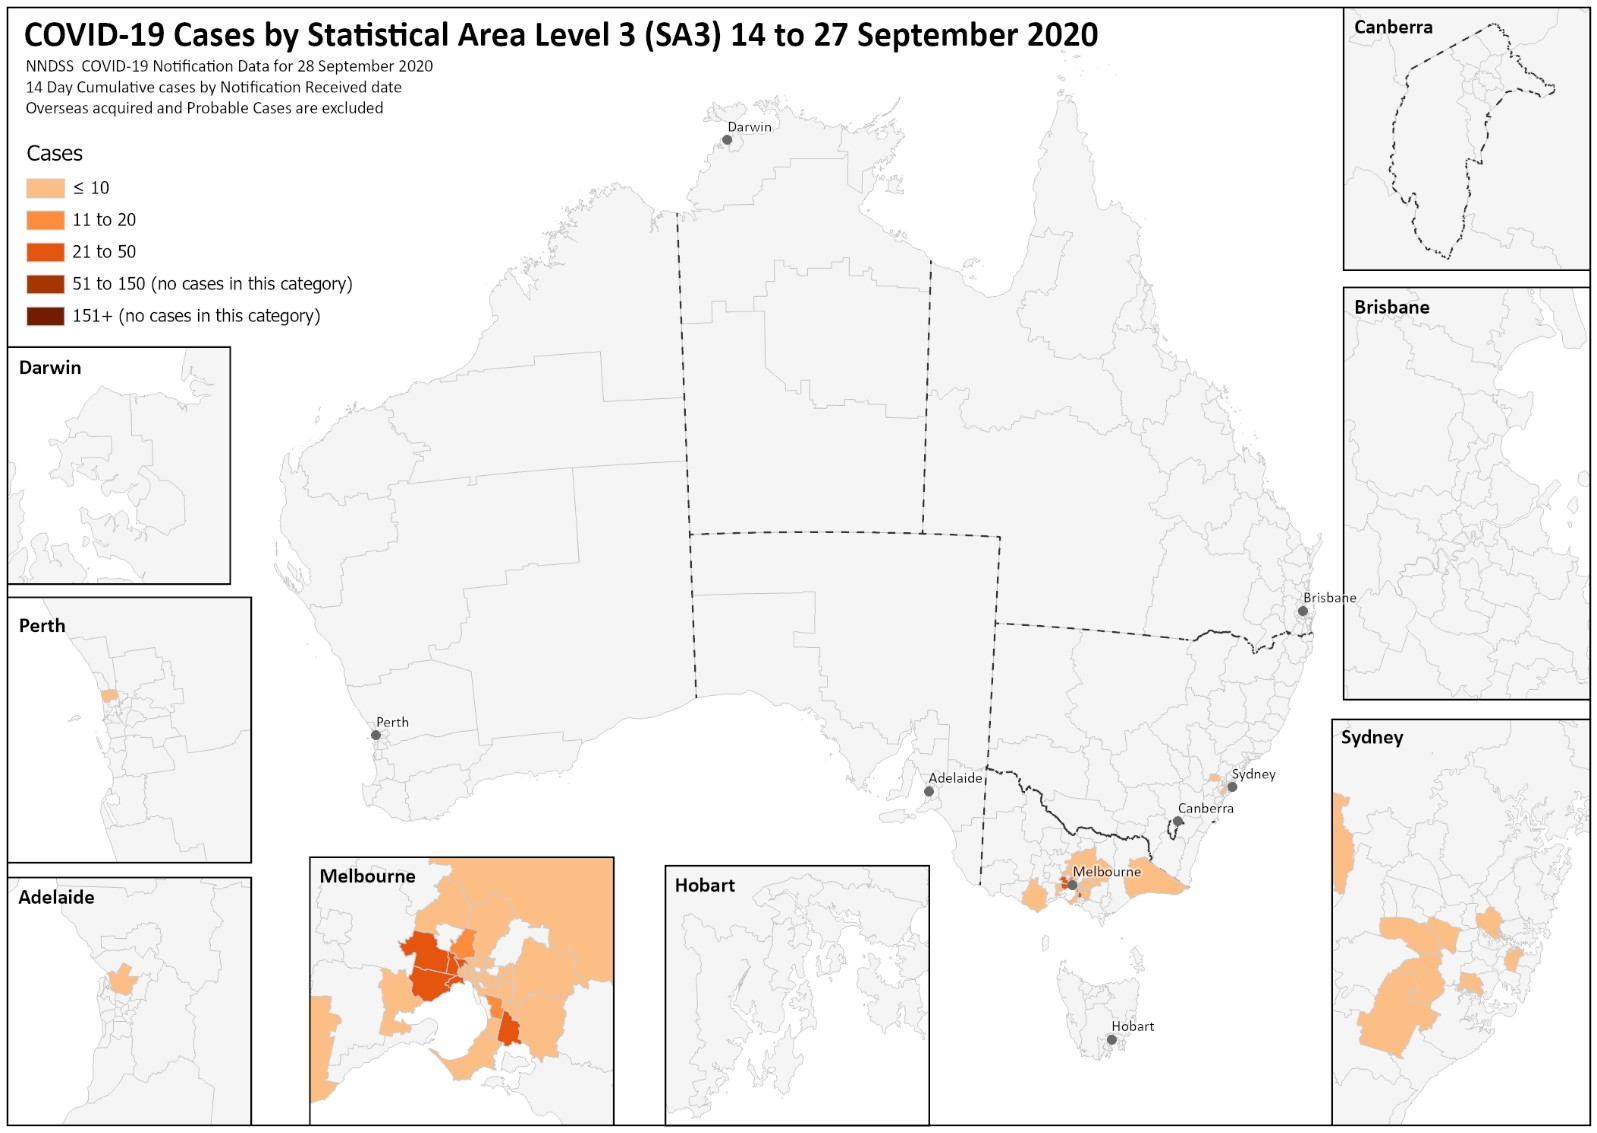 COVID-19 Cases by Statistical Area Level 3 (SA3) 14 to 27 September 2020
NNDSS COVID-19 Notification Data for 28 September 2020
14 Day Cumulative cases by Notification Received date
Overseas acquired and Probable Cases are excluded
Cases
≤ 10
11 to 20
21 to 50
51 to 150 (no cases in this category)
151+ (no cases in this category)
Canberra
Darwin
Brisbane
Darwin
Brisbane
Perth
Perth
Sydney
Adelaide
Sydney
Canberra
Melbourne
Adelaide
Melbourne
Hobart
Hobart